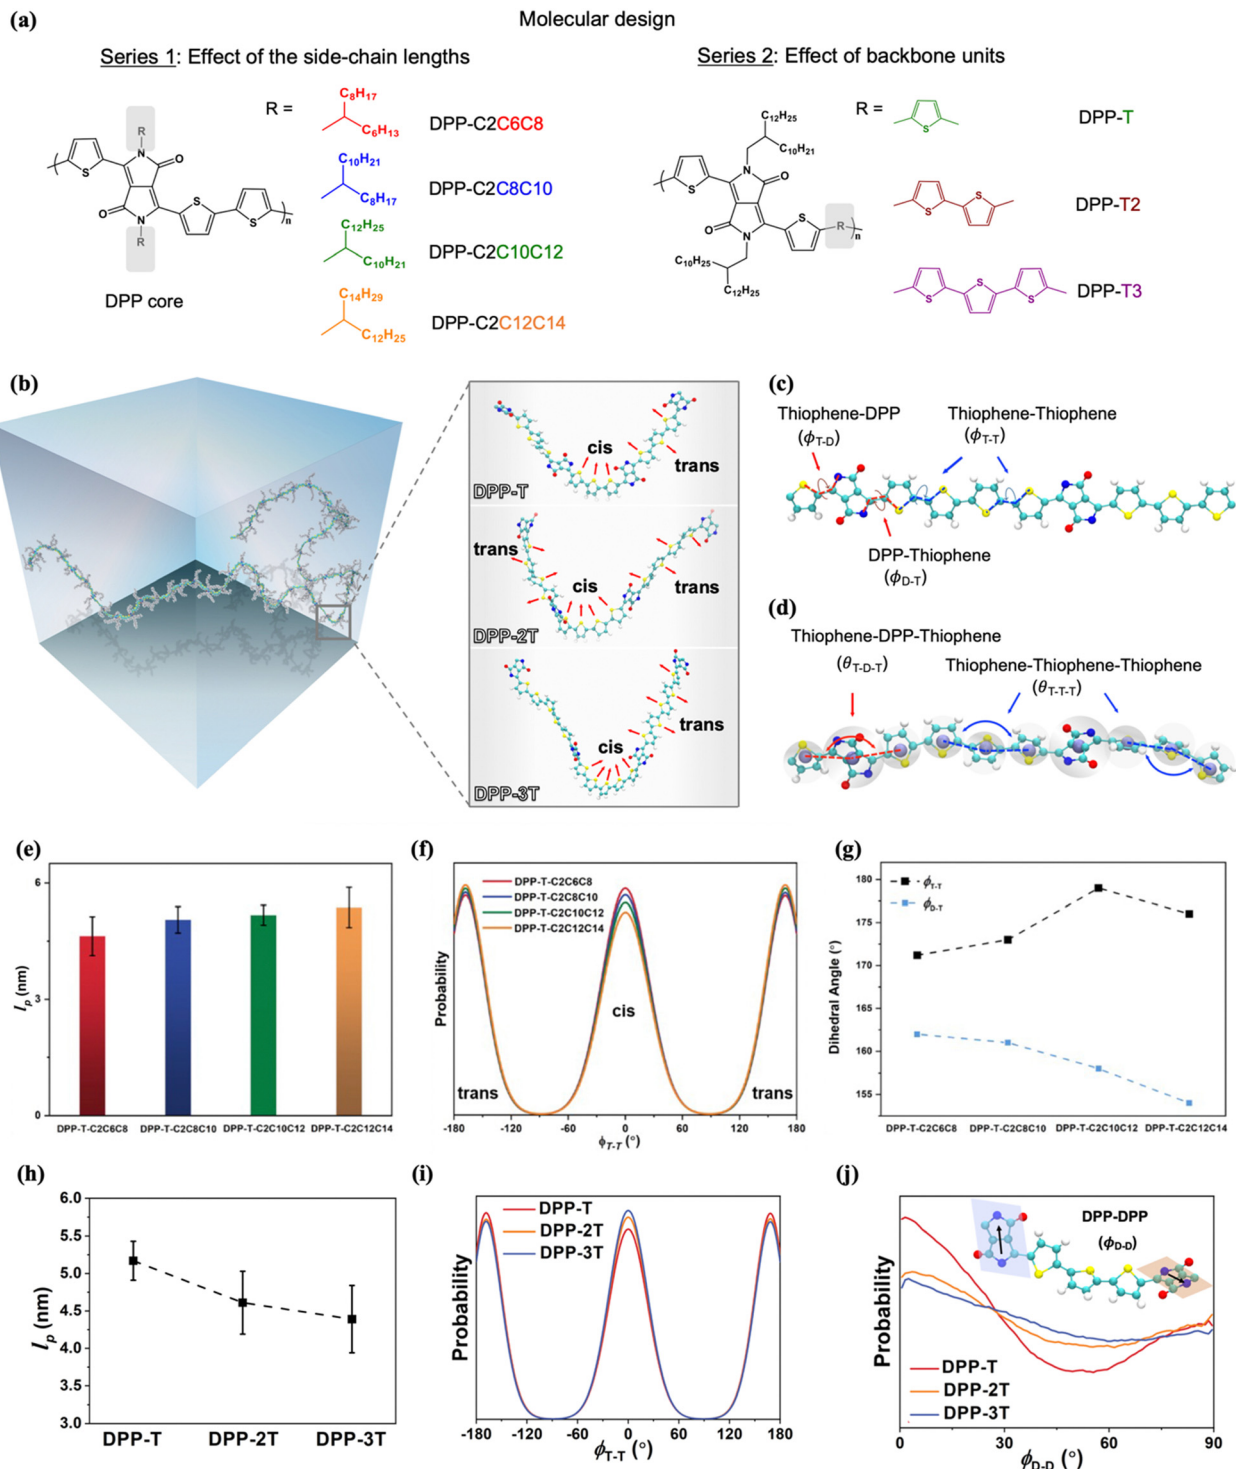 (a)
Molecular design
Series 1: Effect of the side-chain lengths
Series 2: Effect of backbone units
R
N
O
S
O
N
R
S
S
n
DPP core
R =
C8H17
C6H13
DPP-C2C6C8
C10H21
C8H17
DPP-C2C8C10
C12H25
C10H21
DPP-C2C10C12
C14H29
C12H25
DPP-C2C12C14
C12H25
C10H21
N
O
S
O
N
S
R
n
C10H25
C12H25
R =
S
DPP-T
S
S
DPP-T2
S
S
S
DPP-T3
(b)
cis
trans
DPP-T
trans
cis
trans
DPP-2T
cis
trans
DPP-3T
(c)
Thiophene-DPP
(ϕT-D)
Thiophene-Thiophene
(ϕT-T)
DPP-Thiophene
(ϕD-T)
(d)
Thiophene-DPP-Thiophene
(θT-D-T)
Thiophene-Thiophene-Thiophene
(θT-T-T)
(e)
lp (nm)
6
3
0
DPP-T-C2C6C8 DPP-T-C2C8C10 DPP-T-C2C10C12 DPP-T-C2C12C14
(f)
Probability
DPP-T-C2C6C8
DPP-T-C2C8C10
DPP-T-C2C10C12
DPP-T-C2C12C14
cis
trans
trans
-180 -120 -60 0 60 120 180
ϕT-T (°)
(g)
Dihedral Angle (°)
ϕT-T
ϕD-T
180
175
170
165
160
155
DPP-T-C2C6C8 DPP-T-C2C8C10 DPP-T-C2C10C12 DPP-T-C2C12C14
(h)
lp (nm)
6.0
5.5
5.0
4.5
4.0
3.5
3.0
DPP-T DPP-2T DPP-3T
(i)
Probability
DPP-T
DPP-2T
DPP-3T
-180 -120 -60 0 60 120 180
ϕT-T (°)
(j)
Probability
DPP-DPP
(ϕD-D)
DPP-T
DPP-2T
DPP-3T
0 30 60 90
ϕD-D (°)